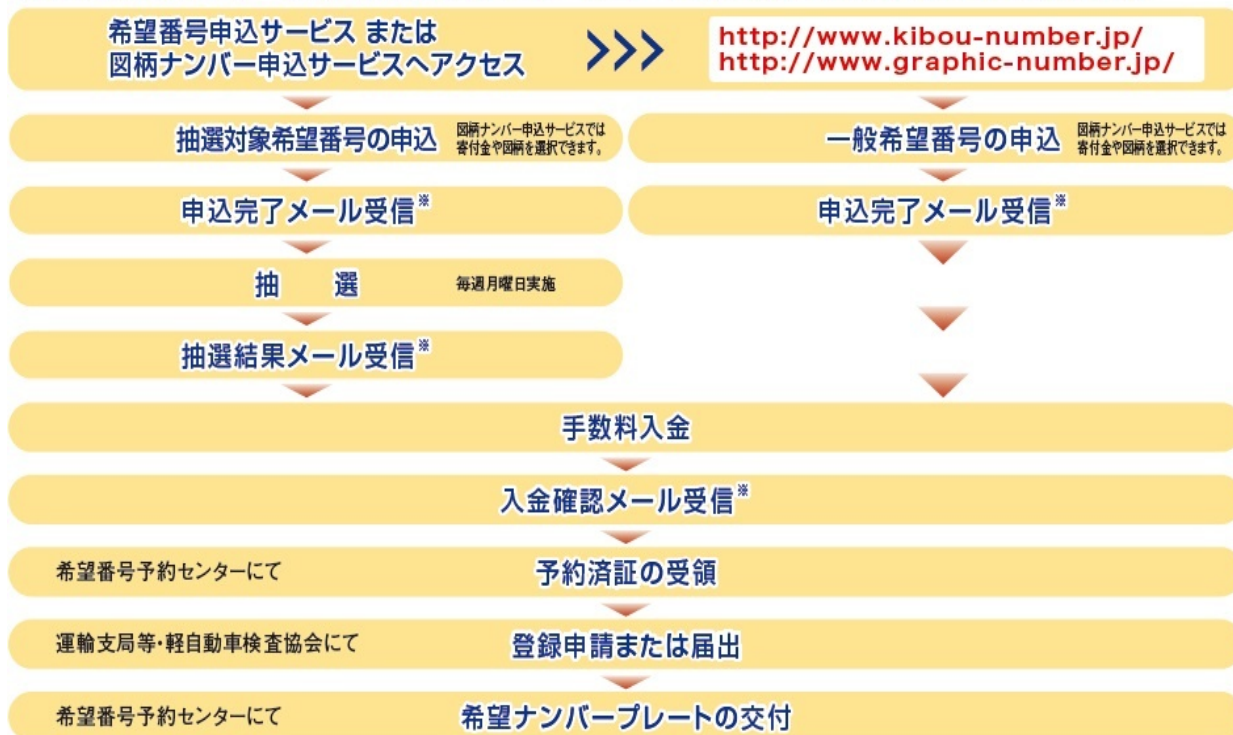 希望番号申込サービス または
図柄ナンバー申込サービスへアクセス
http://www.kibou-number.jp/
http://www.graphic-number.jp/
抽選対象希望番号の申込
図柄ナンバー申込サービスでは
寄付金や図柄を選択できます。
一般希望番号の申込
図柄ナンバー申込サービスでは
寄付金や図柄を選択できます。
申込完了メール受信※
申込完了メール受信※
抽　選
毎週月曜日実施
抽選結果メール受信※
手数料入金
入金確認メール受信※
希望番号予約センターにて
予約済証の受領
運輸支局等・軽自動車検査協会にて
登録申請または届出
希望番号予約センターにて
希望ナンバープレートの交付